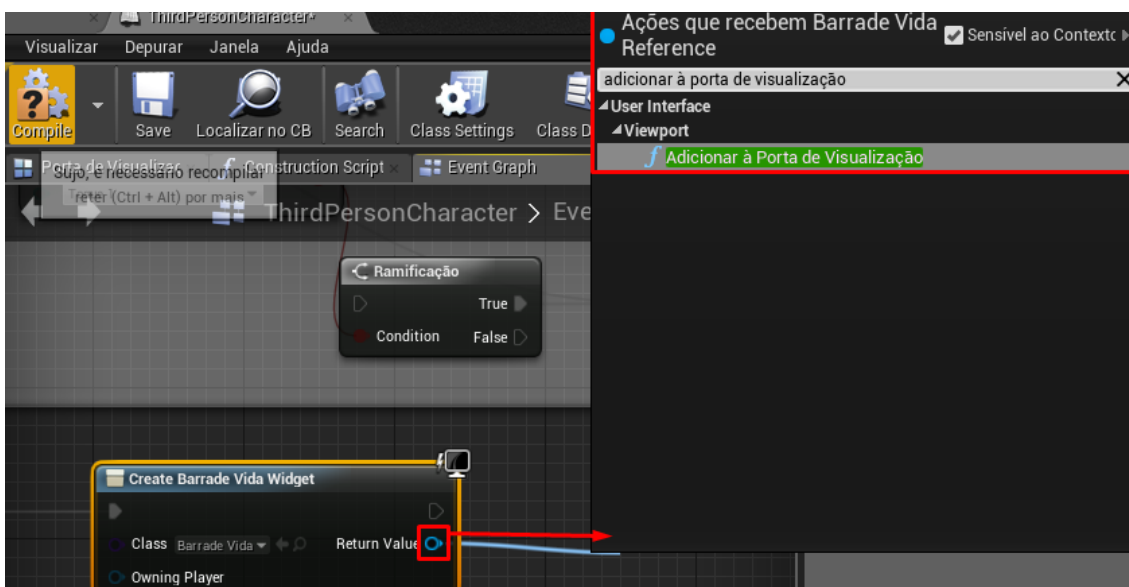 ThirdPersonCharacter*
Visualizar Depurar Janela Ajuda
Compile Save Localizar no CB Search Class Settings Class D
Porta de Visualizaç Construction Script Event Graph
Sujo, é necessário recompilar
reter (Ctrl + Alt) por mais
ThirdPersonCharacter > Eve
Ramificação
True
Condition False
Create Barrade Vida Widget
Class Barrade Vida Return Value
Owning Player
Ações que recebem Barrade Vida
Reference
Sensível ao Contexto
adicionar à porta de visualização
User Interface
Viewport
f Adicionar à Porta de Visualização